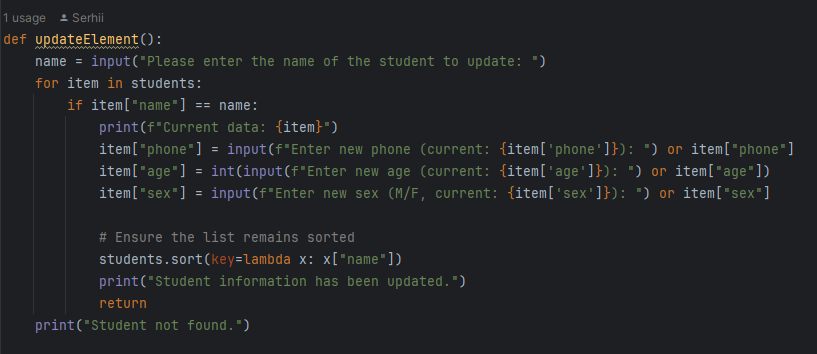 1 usage Serhii
def updateElement():
    name = input("Please enter the name of the student to update: ")
    for item in students:
        if item["name"] == name:
            print(f"Current data: {item}")
            item["phone"] = input(f"Enter new phone (current: {item['phone']}): ") or item["phone"]
            item["age"] = int(input(f"Enter new age (current: {item['age']}): ") or item["age"])
            item["sex"] = input(f"Enter new sex (M/F, current: {item['sex']}): ") or item["sex"]

            # Ensure the list remains sorted
            students.sort(key=lambda x: x["name"])
            print("Student information has been updated.")
            return
    print("Student not found.")